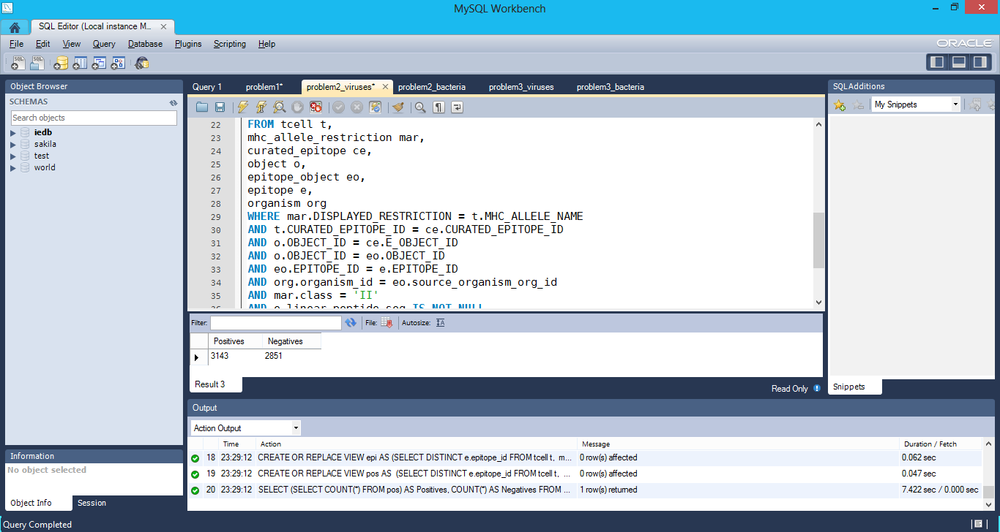 MySQL Workbench
SQL Editor (Local instance M...
File Edit View Query Database Plugins Scripting Help
ORACLE
SQL SQL
Object Browser
SCHEMAS
Search objects
iedb
sakila
test
world
Information
No object selected
Object Info Session
Query 1 problem1* problem2_viruses* problem2_bacteria problem3_viruses problem3_bacteria
22 FROM tcell t,
23 mhc_allele_restriction mar,
24 curated_epitope ce,
25 object o,
26 epitope_object eo,
27 epitope e,
28 organism org
29 WHERE mar.DISPLAYED_RESTRICTION = t.MHC_ALLELE_NAME
30 AND t.CURATED_EPITOPE_ID = ce.CURATED_EPITOPE_ID
31 AND o.OBJECT_ID = ce.E_OBJECT_ID
32 AND o.OBJECT_ID = eo.OBJECT_ID
33 AND eo.EPITOPE_ID = e.EPITOPE_ID
34 AND org.organism_id = eo.source_organism_org_id
35 AND mar.class = 'II'
AND e.linear_peptide_seq IS NOT NULL
Filter: File: Autosize:
Positives Negatives
3143 2851
Result 3
Read Only
SQLAdditions
My Snippets
Snippets
Output
Action Output
Time Action Message Duration / Fetch
18 23:29:12 CREATE OR REPLACE VIEW epi AS (SELECT DISTINCT e.epitope_id FROM tcell t, m... 0 row(s) affected 0.062 sec
19 23:29:12 CREATE OR REPLACE VIEW pos AS (SELECT DISTINCT e.epitope_id FROM tcell t, ... 0 row(s) affected 0.047 sec
20 23:29:12 SELECT (SELECT COUNT(*) FROM pos) AS Positives, COUNT(*) AS Negatives FROM ... 1 row(s) returned 7.422 sec / 0.000 sec
Query Completed